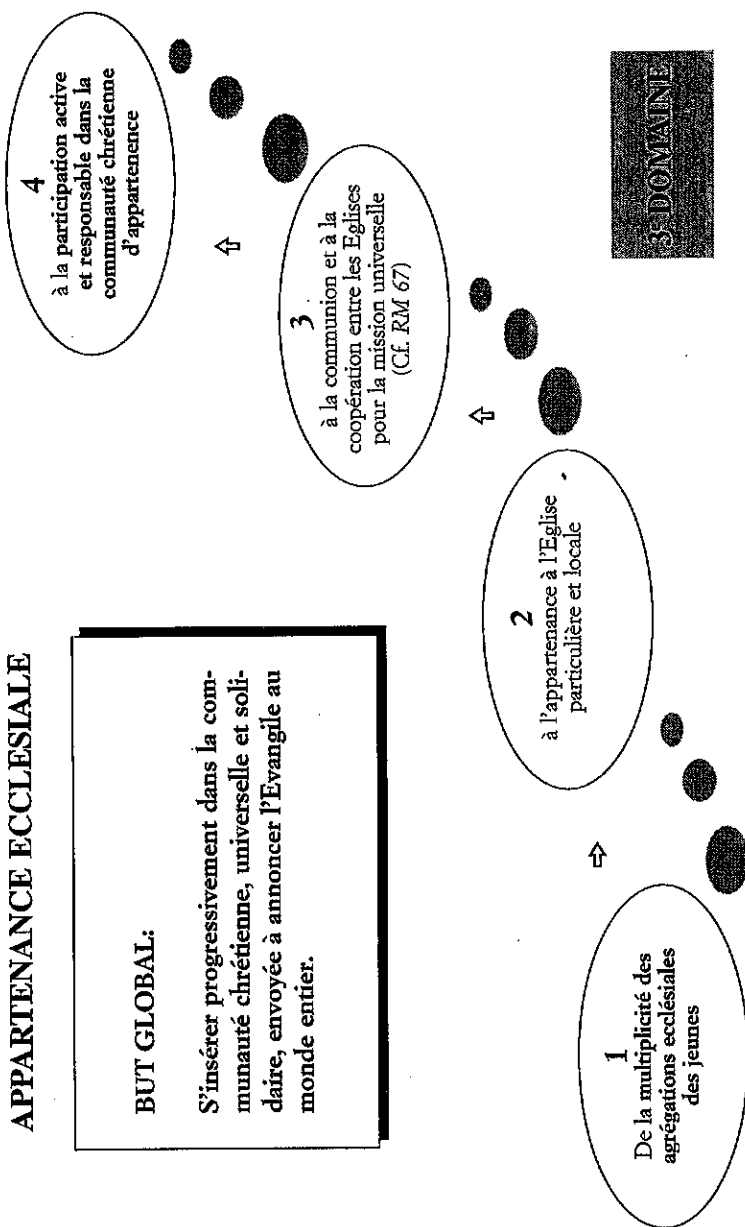 APPARTENANCE ECCLESIALE
BUT GLOBAL:
S'insérer progressivement dans la com-
munauté chrétienne, universelle et soli-
daire, envoyée à annoncer l'Evangile au
monde entier.
1
De la multiplicité des
agrégations ecclésiales
des jeunes
2
à l'appartenance à l'Eglise
particulière et locale
3
à la communion et à la
coopération entre les Eglises
pour la mission universelle
(Cf. RM 67)
4
à la participation active
et responsable dans la
communauté chrétienne
d'appartenence
3e DOMAINE